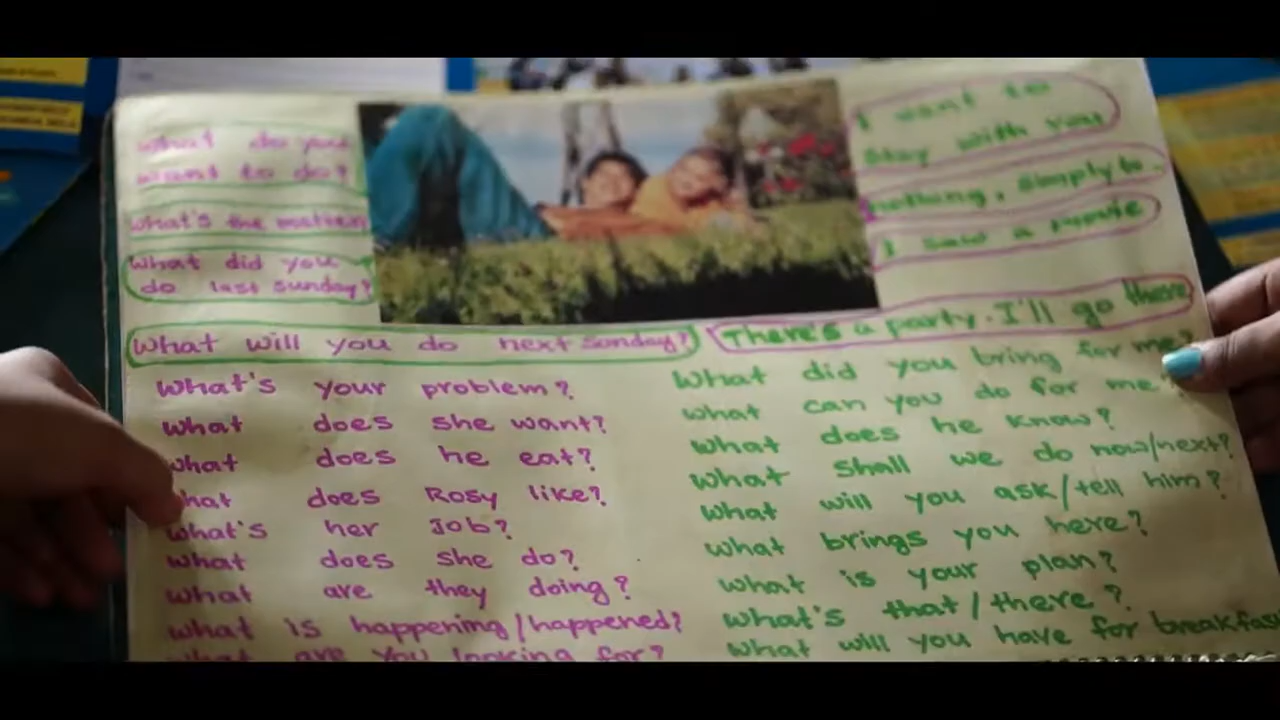 What do you
want to do?
What's the matter
What did you
do last Sunday?
What will you do next Sunday?
What's your problem?
What does she want?
What does he eat?
What does Rosy like?
What's her Job?
What does she do?
What are they doing?
What is happening/happened?
What are you looking for?
I want to
stay with you
nothing, simply to..
I saw a movie
There's a party. I'll go there
What did you bring for me?
What can you do for me?
What does he know?
What shall we do now/next?
What will you ask/tell him?
What brings you here?
What is your plan?
What's that/there?
What will you have for breakfast